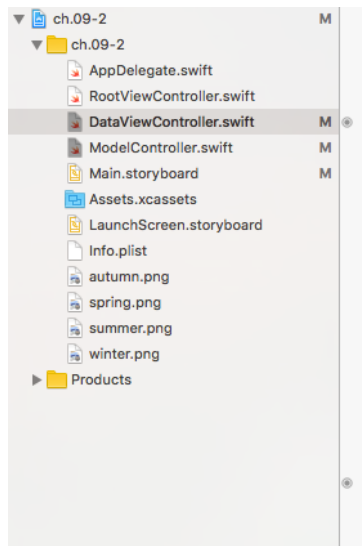 ch.09-2 M
ch.09-2
AppDelegate.swift
RootViewController.swift
DataViewController.swift M
ModelController.swift M
Main.storyboard M
Assets.xcassets
LaunchScreen.storyboard
Info.plist
autumn.png
spring.png
summer.png
winter.png
Products